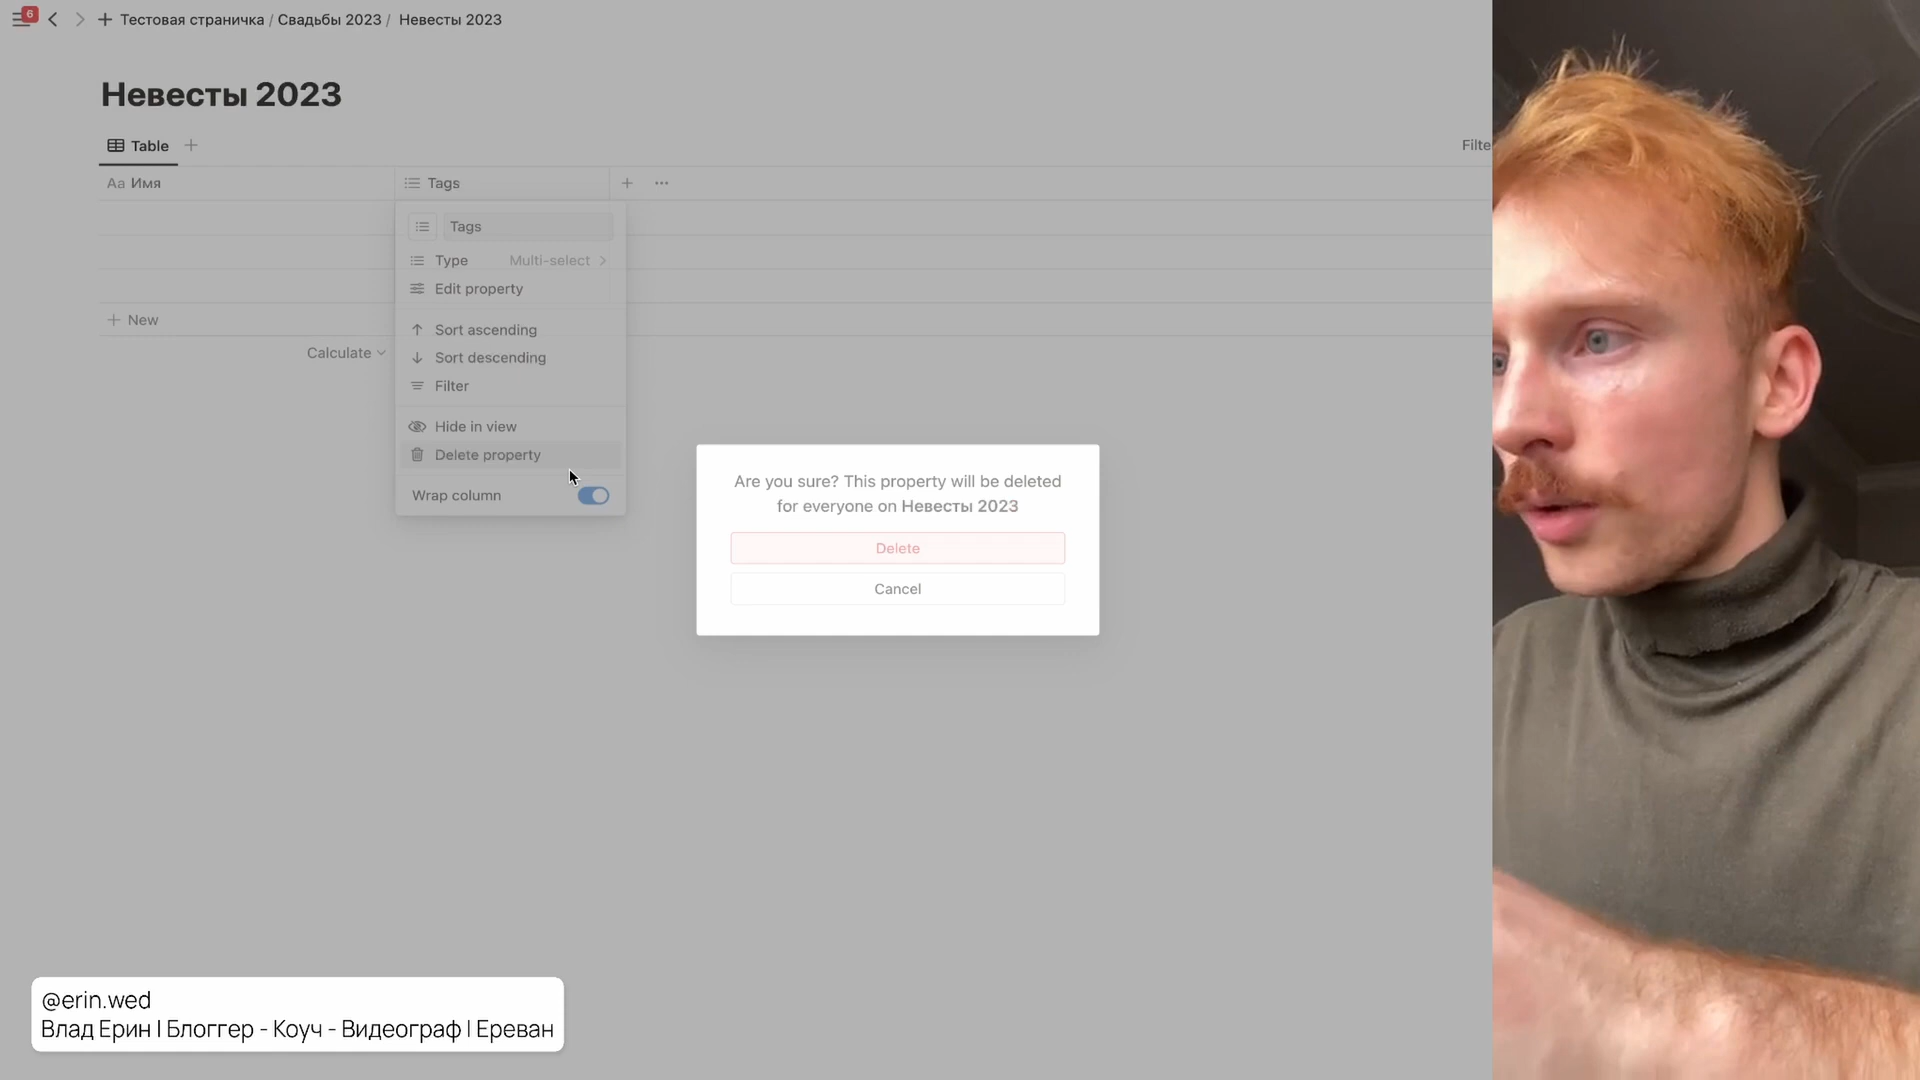 6
Тестовая страничка / Свадьбы 2023 / Невесты 2023
Невесты 2023
Table
Filte
Aa Имя
Tags
Tags
Type Multi-select
Edit property
Sort ascending
New
Calculate
Sort descending
Filter
Hide in view
Delete property
Wrap column
Are you sure? This property will be deleted
for everyone on Невесты 2023
Delete
Cancel
@erin.wed
Влад Ерин | Блоггер - Коуч - Видеограф | Ереван